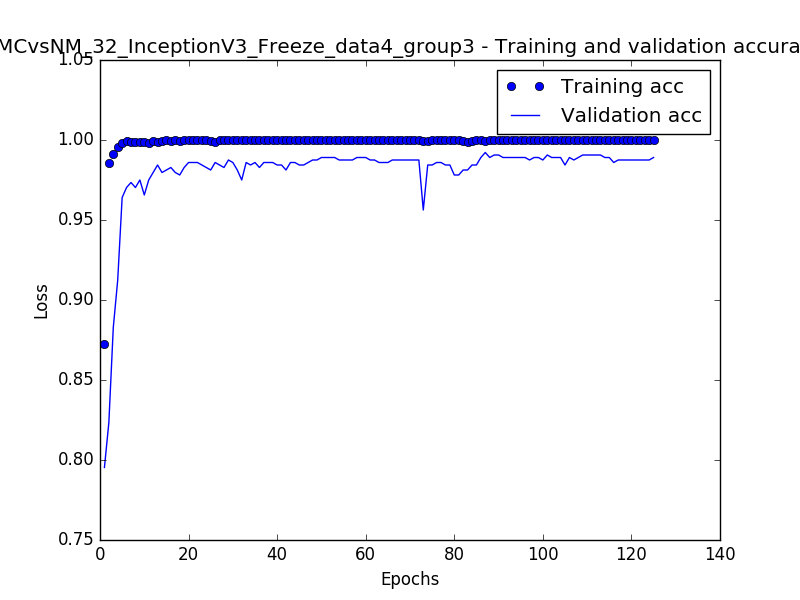 MCvsNM_32_InceptionV3_Freeze_data4_group3 - Training and validation accura
1.05
Training acc
Validation acc
1.00
0.95
0.90
0.85
0.80
0.75
Loss
0 20 40 60 80 100 120 140
Epochs